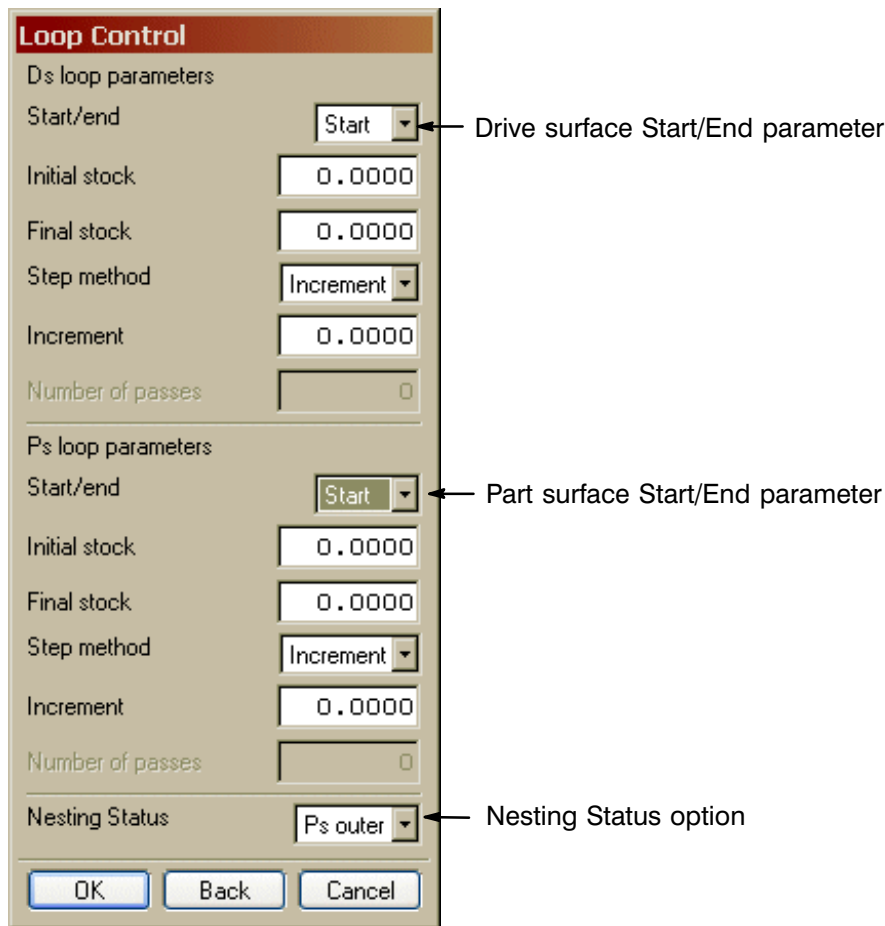 Loop Control
Ds loop parameters
Start/end Start Drive surface Start/End parameter
Initial stock 0.0000
Final stock 0.0000
Step method Increment
Increment 0.0000
Number of passes 0
Ps loop parameters
Start/end Start Part surface Start/End parameter
Initial stock 0.0000
Final stock 0.0000
Step method Increment
Increment 0.0000
Number of passes 0
Nesting Status Ps outer Nesting Status option
OK Back Cancel